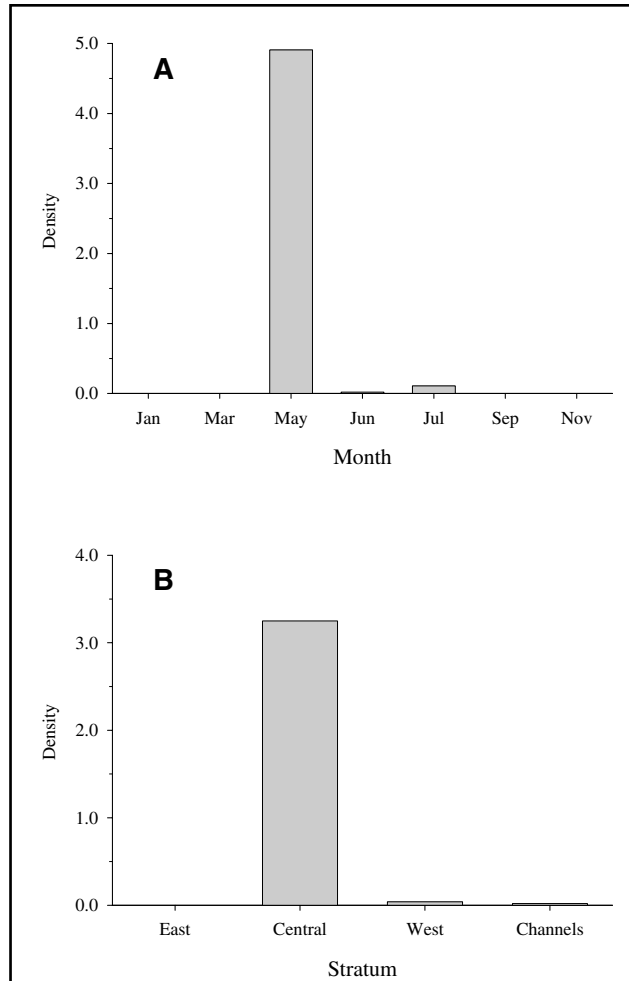 A
5.0
4.0
3.0
2.0
1.0
0.0
Density
Jan Mar May Jun Jul Sep Nov
Month
B
4.0
3.0
2.0
1.0
0.0
Density
East Central West Channels
Stratum